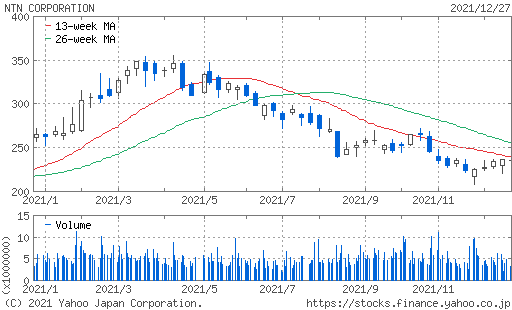 NTN CORPORATION 2021/12/27
13-week MA
26-week MA
400
350
300
250
200
2021/1 2021/3 2021/5 2021/7 2021/9 2021/11
Volume
15
10
5
0
(x1000000)
2021/1 2021/3 2021/5 2021/7 2021/9 2021/11
(C) 2021 Yahoo Japan Corporation. https://stocks.finance.yahoo.co.jp/